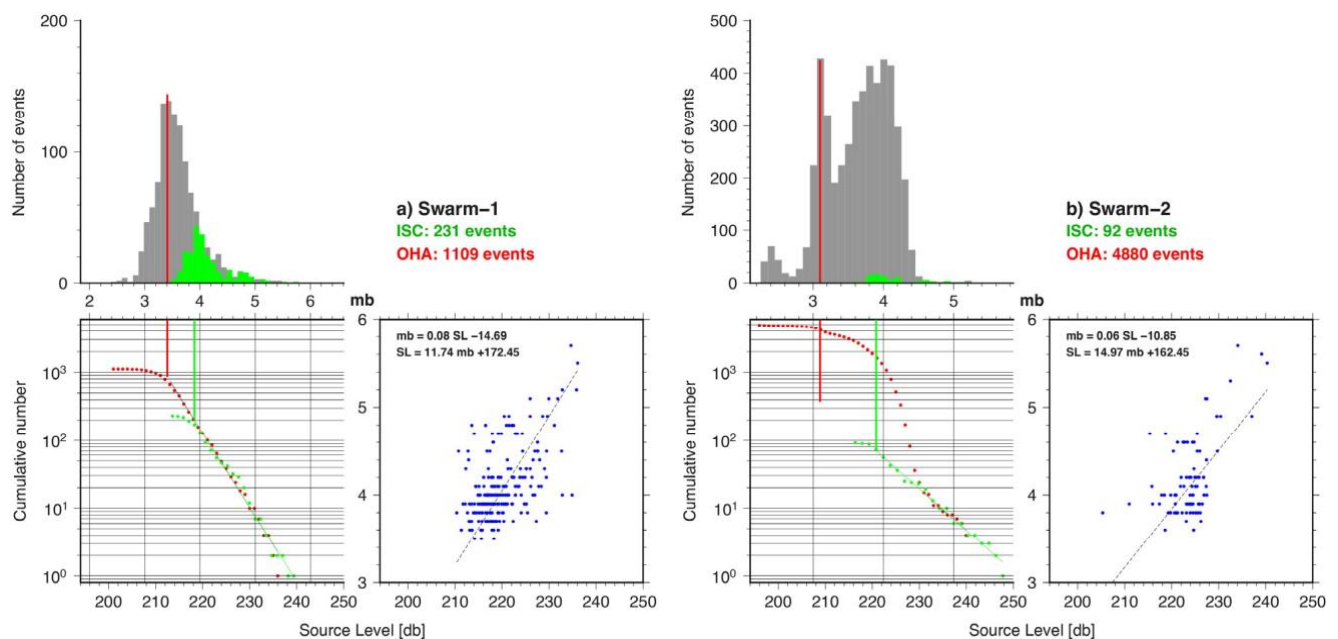 200
100
0
Number of events
2 3 4 5 6
mb
a) Swarm−1
ISC: 231 events
OHA: 1109 events
10³
10²
10¹
10⁰
Cumulative number
200 210 220 230 240 250
6
5
4
3
mb = 0.08 SL −14.69
SL = 11.74 mb +172.45
200 210 220 230 240 250
Source Level [db]
500
400
300
200
100
0
Number of events
3 4 5
mb
b) Swarm−2
ISC: 92 events
OHA: 4880 events
10³
10²
10¹
10⁰
Cumulative number
200 210 220 230 240 250
6
5
4
3
mb = 0.06 SL −10.85
SL = 14.97 mb +162.45
200 210 220 230 240 250
Source Level [db]